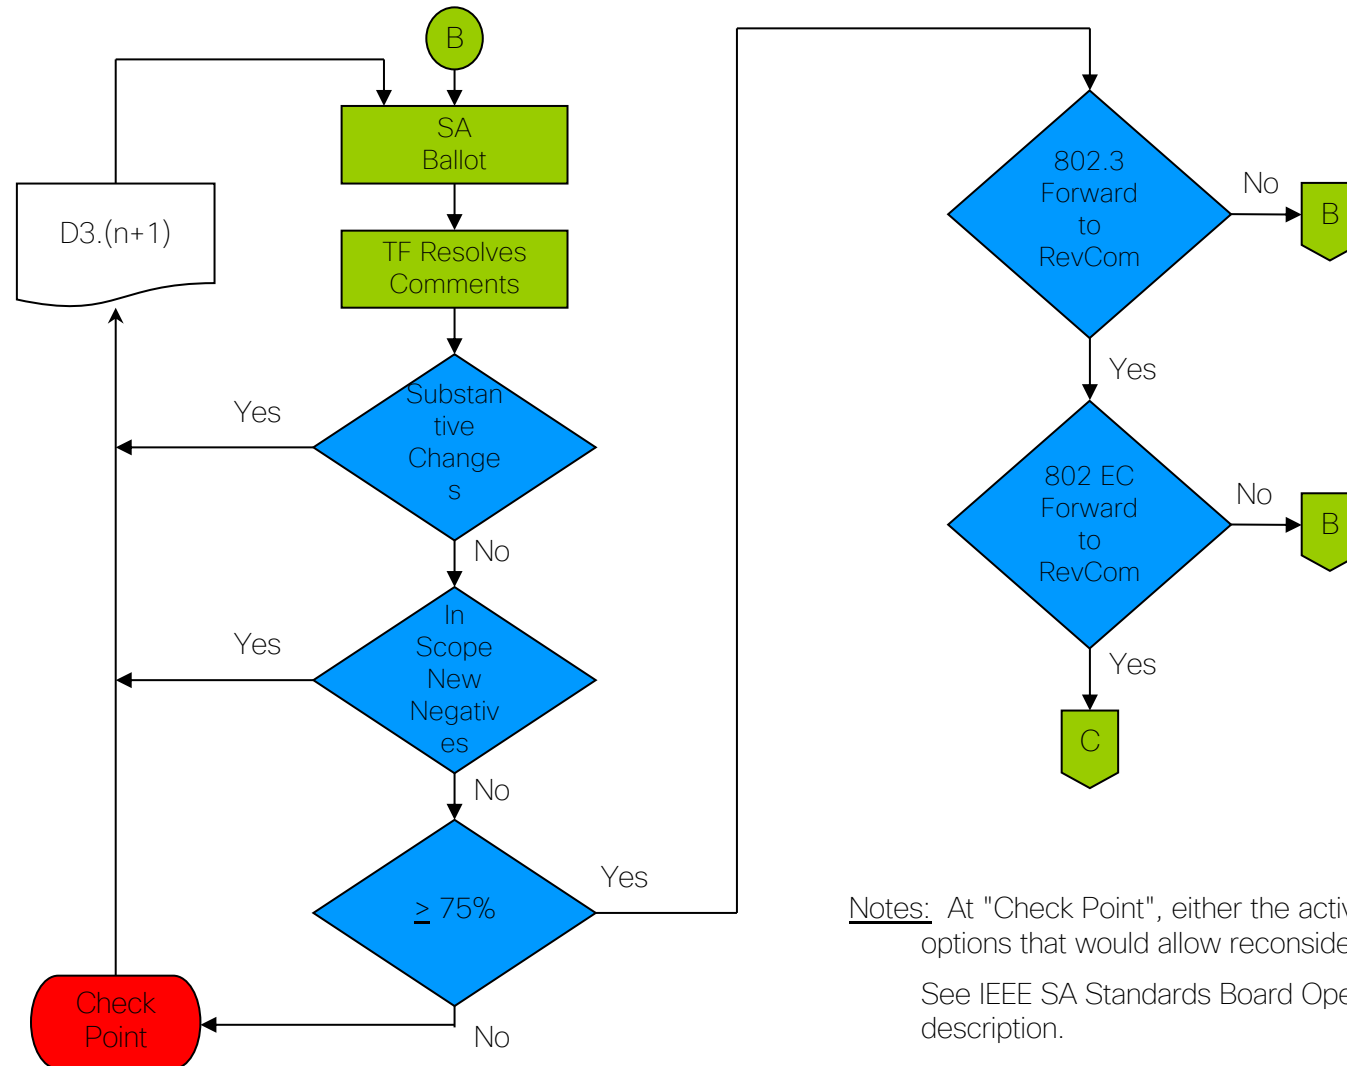 B
SA
Ballot
D3.(n+1)
TF Resolves
Comments
Yes
Substan
tive
Change
s
No
Yes
In
Scope
New
Negativ
es
No
≥ 75%
Yes
No
Check
Point
802.3
Forward
to
RevCom
No
B
Yes
802 EC
Forward
to
RevCom
No
B
Yes
C
Notes: At "Check Point", either the activ
options that would allow reconside
See IEEE SA Standards Board Ope
description.